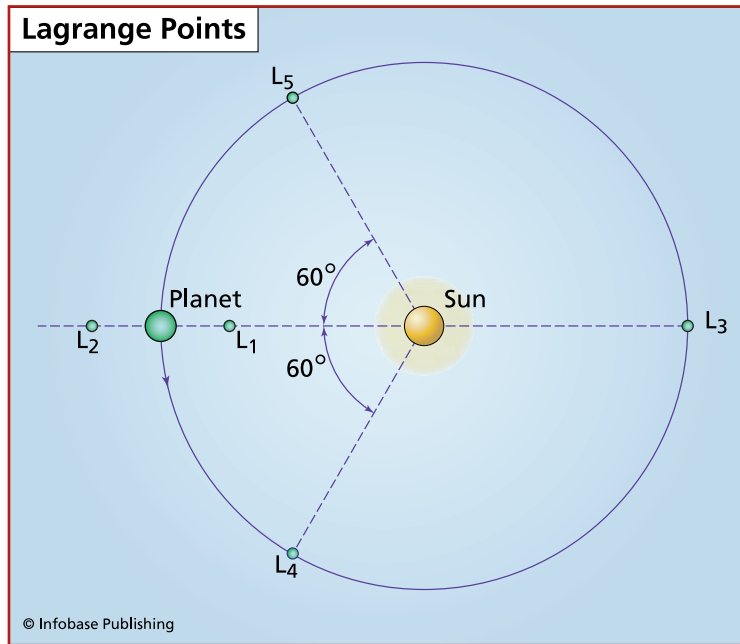 Lagrange Points
L5
60°
Planet
Sun
L2
L1
L3
60°
L4
© Infobase Publishing